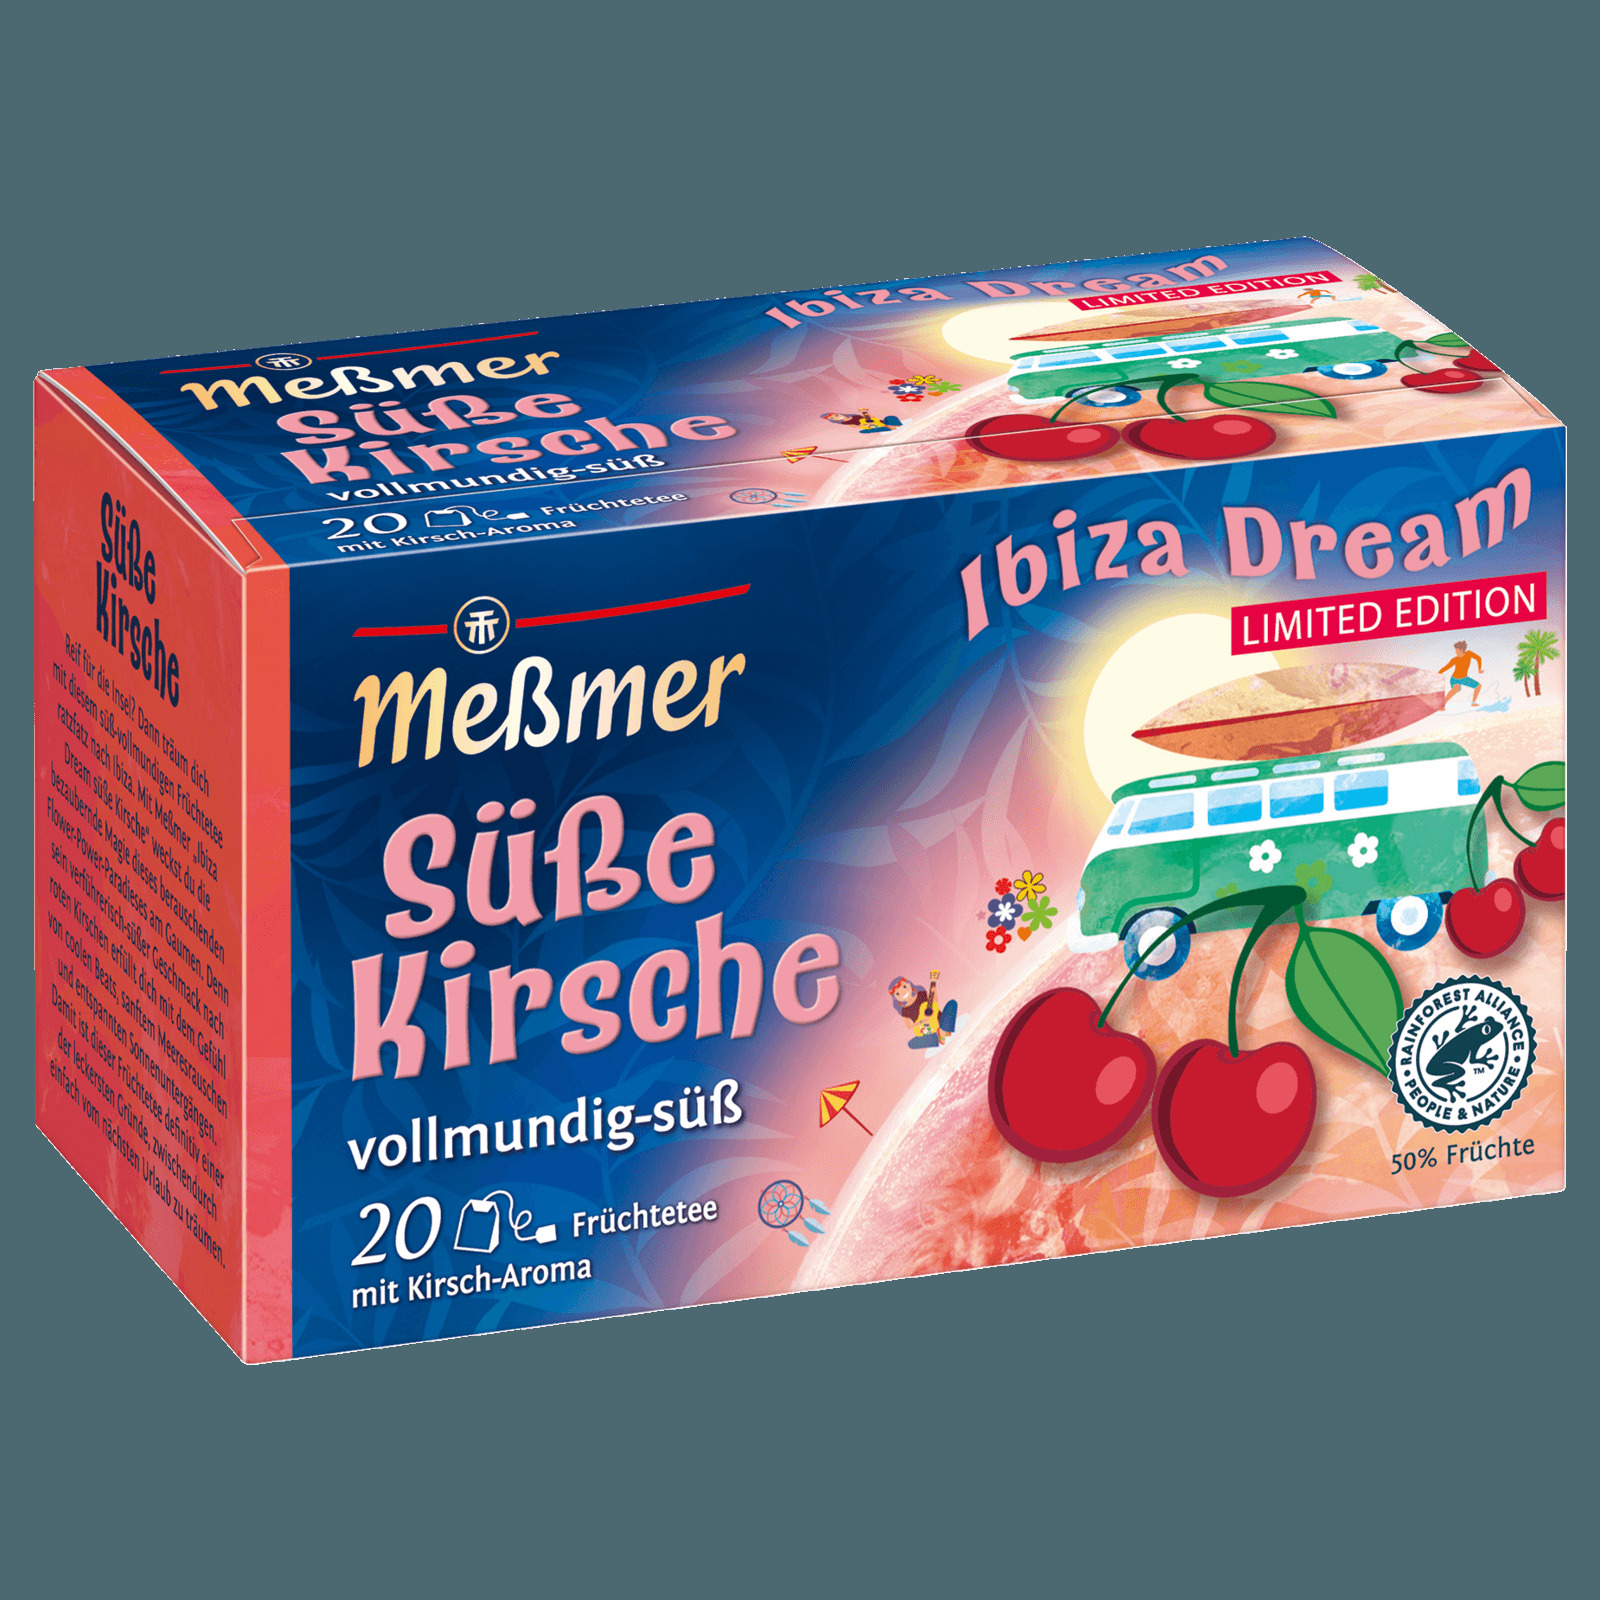 Meßmer
Süße
Kirsche
vollmundig-süß
20 Früchtetee
mit Kirsch-Aroma
Ibiza Dream
LIMITED EDITION
Süße
Kirsche
Reif für die Insel? Dann träum dich
mit diesem süß-vollmundigen Früchtetee
ratzfatz nach Ibiza. Mit Meßmer „Ibiza
Dream süße Kirsche“ weckst du die
bezaubernde Magie dieses berauschenden
Flower-Power-Paradieses am Gaumen. Denn
sein verführerisch-süßer Geschmack nach
roten Kirschen erfüllt dich mit dem Gefühl
von coolen Beats, sanftem Meeresrauschen
und entspannten Sonnenuntergängen.
Damit ist dieser Früchtetee definitiv einer
der leckersten Gründe, zwischendurch
einfach vom nächsten Urlaub zu träumen.
Meßmer
Süße
Kirsche
vollmundig-süß
20 Früchtetee
mit Kirsch-Aroma
Ibiza Dream
LIMITED EDITION
RAINFOREST ALLIANCE
PEOPLE & NATURE
TM
50% Früchte